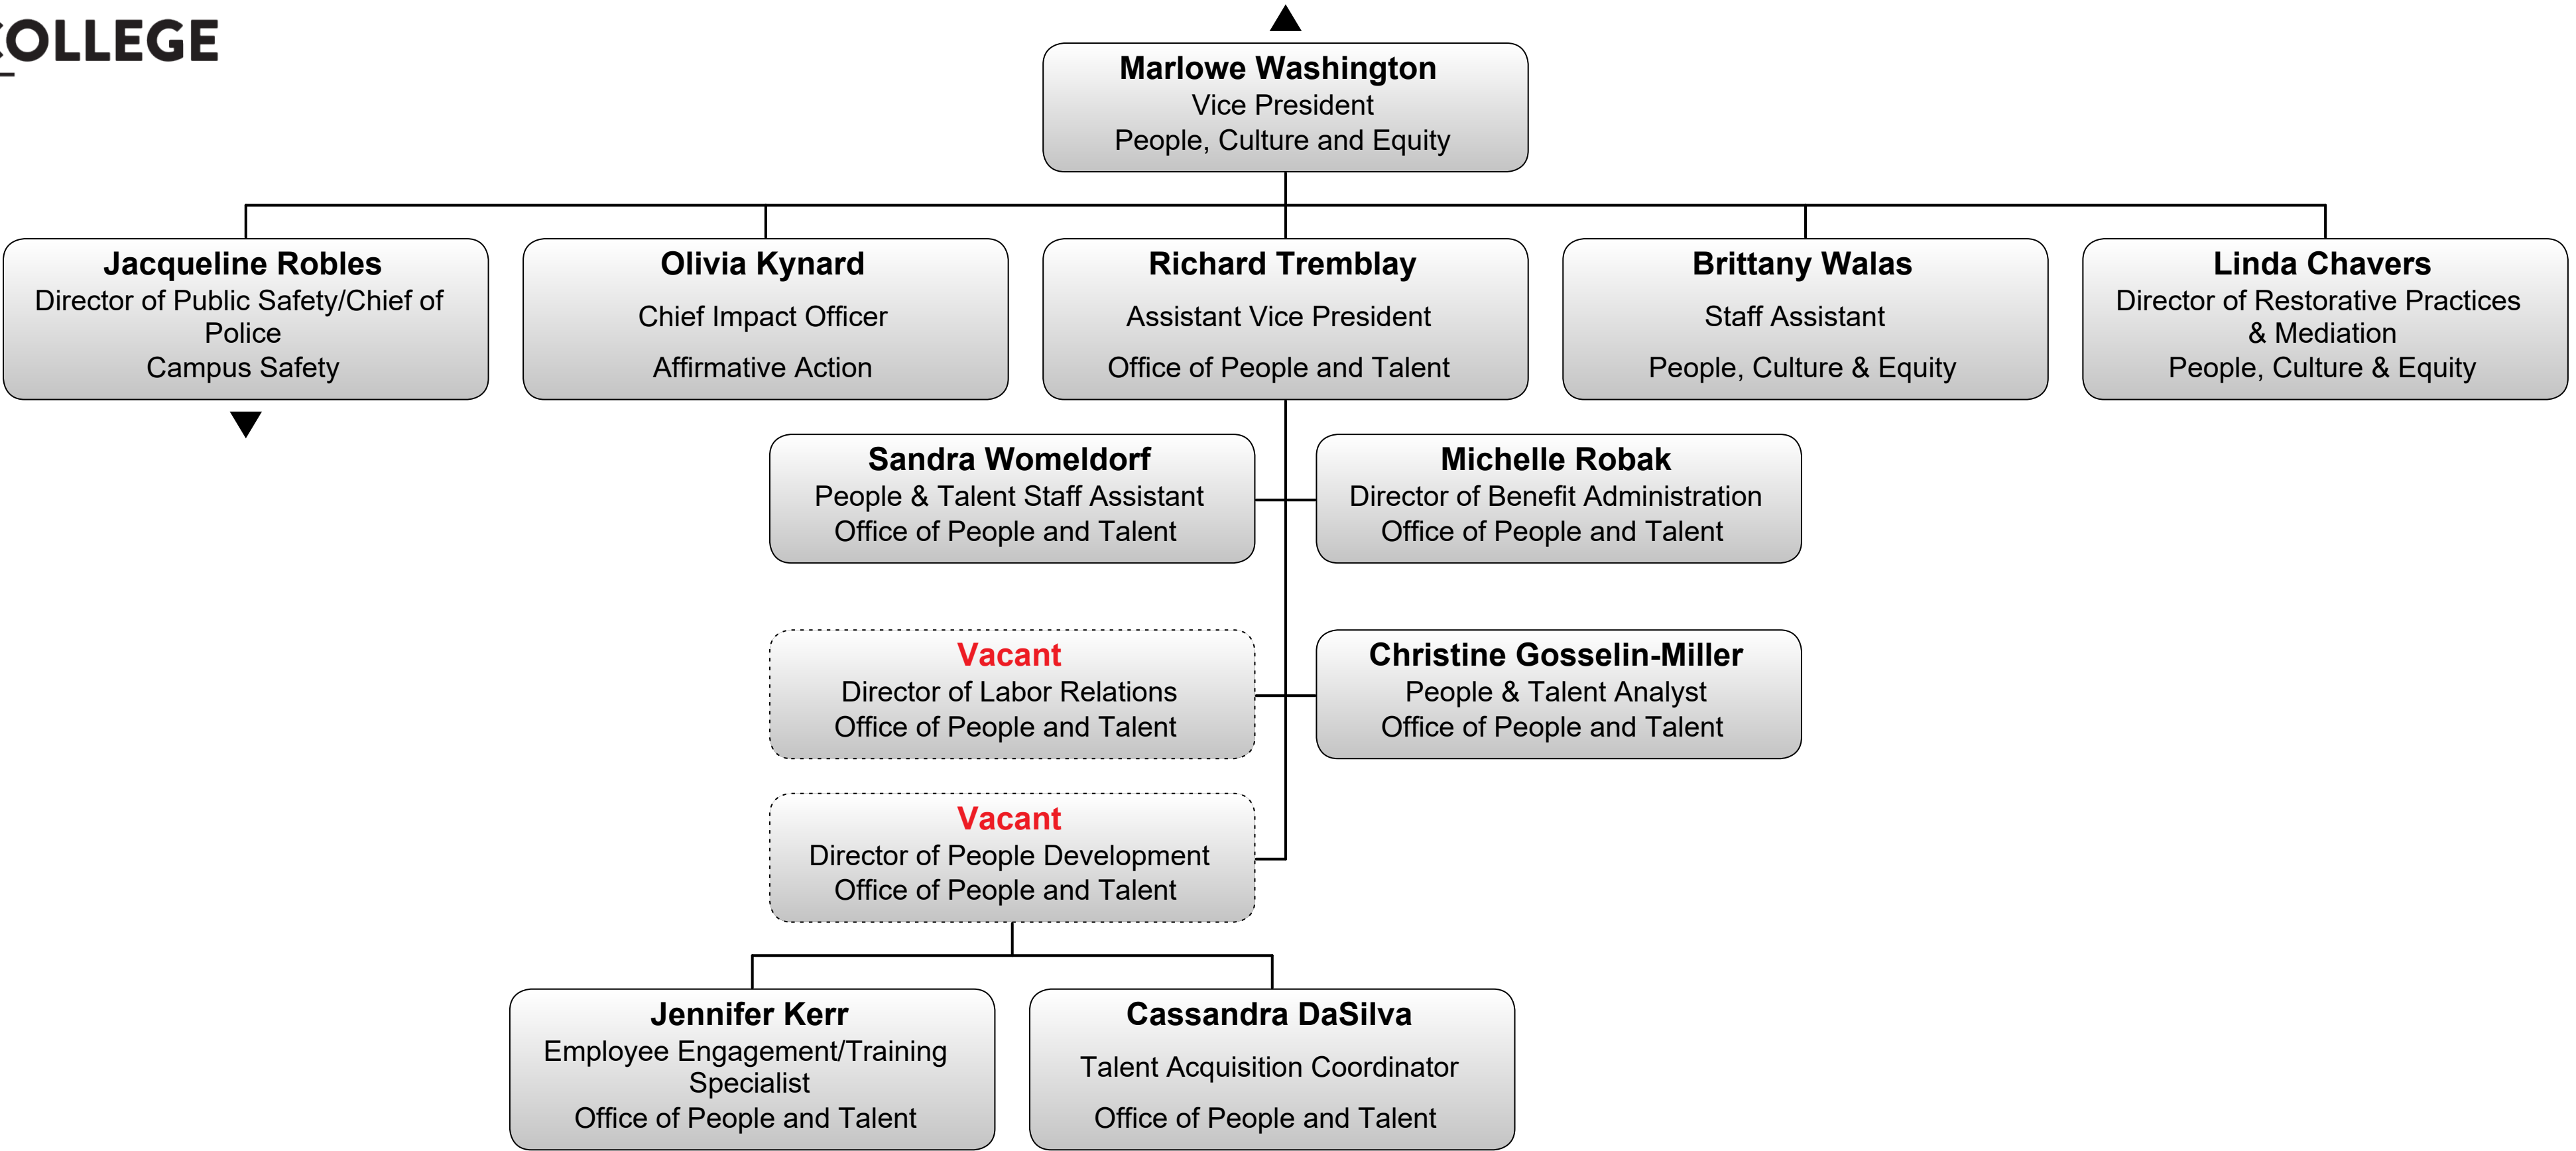 COLLEGE
Marlowe Washington
Vice President
People, Culture and Equity
Jacqueline Robles
Director of Public Safety/Chief of
Police
Campus Safety
Olivia Kynard
Chief Impact Officer
Affirmative Action
Richard Tremblay
Assistant Vice President
Office of People and Talent
Brittany Walas
Staff Assistant
People, Culture & Equity
Linda Chavers
Director of Restorative Practices
& Mediation
People, Culture & Equity
Sandra Womeldorf
People & Talent Staff Assistant
Office of People and Talent
Michelle Robak
Director of Benefit Administration
Office of People and Talent
Vacant
Director of Labor Relations
Office of People and Talent
Christine Gosselin-Miller
People & Talent Analyst
Office of People and Talent
Vacant
Director of People Development
Office of People and Talent
Jennifer Kerr
Employee Engagement/Training
Specialist
Office of People and Talent
Cassandra DaSilva
Talent Acquisition Coordinator
Office of People and Talent